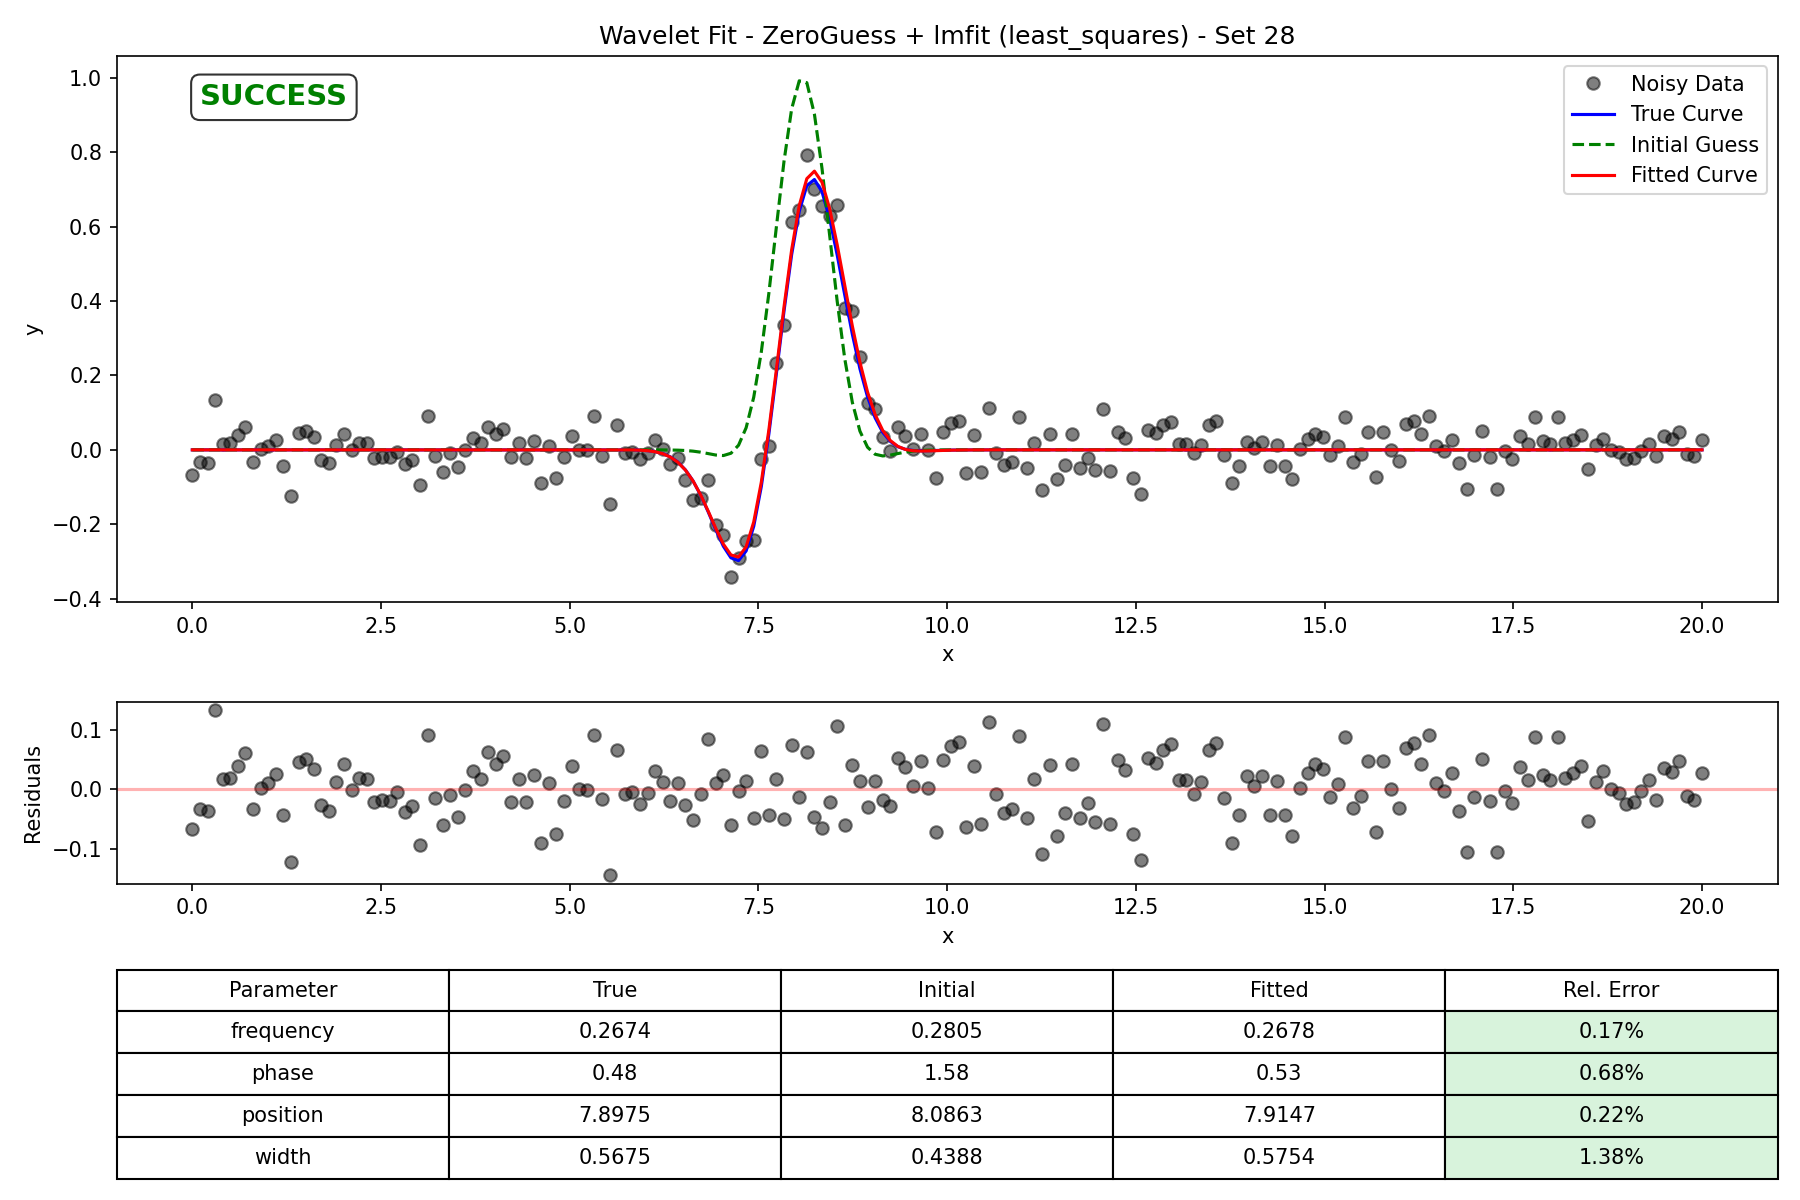 Wavelet Fit - ZeroGuess + lmfit (least_squares) - Set 28
SUCCESS
Noisy Data
True Curve
Initial Guess
Fitted Curve
y
1.0
0.8
0.6
0.4
0.2
0.0
−0.2
−0.4
0.0 2.5 5.0 7.5 10.0 12.5 15.0 17.5 20.0
x
Residuals
0.1
0.0
−0.1
0.0 2.5 5.0 7.5 10.0 12.5 15.0 17.5 20.0
x
Parameter True Initial Fitted Rel. Error
frequency 0.2674 0.2805 0.2678 0.17%
phase 0.48 1.58 0.53 0.68%
position 7.8975 8.0863 7.9147 0.22%
width 0.5675 0.4388 0.5754 1.38%